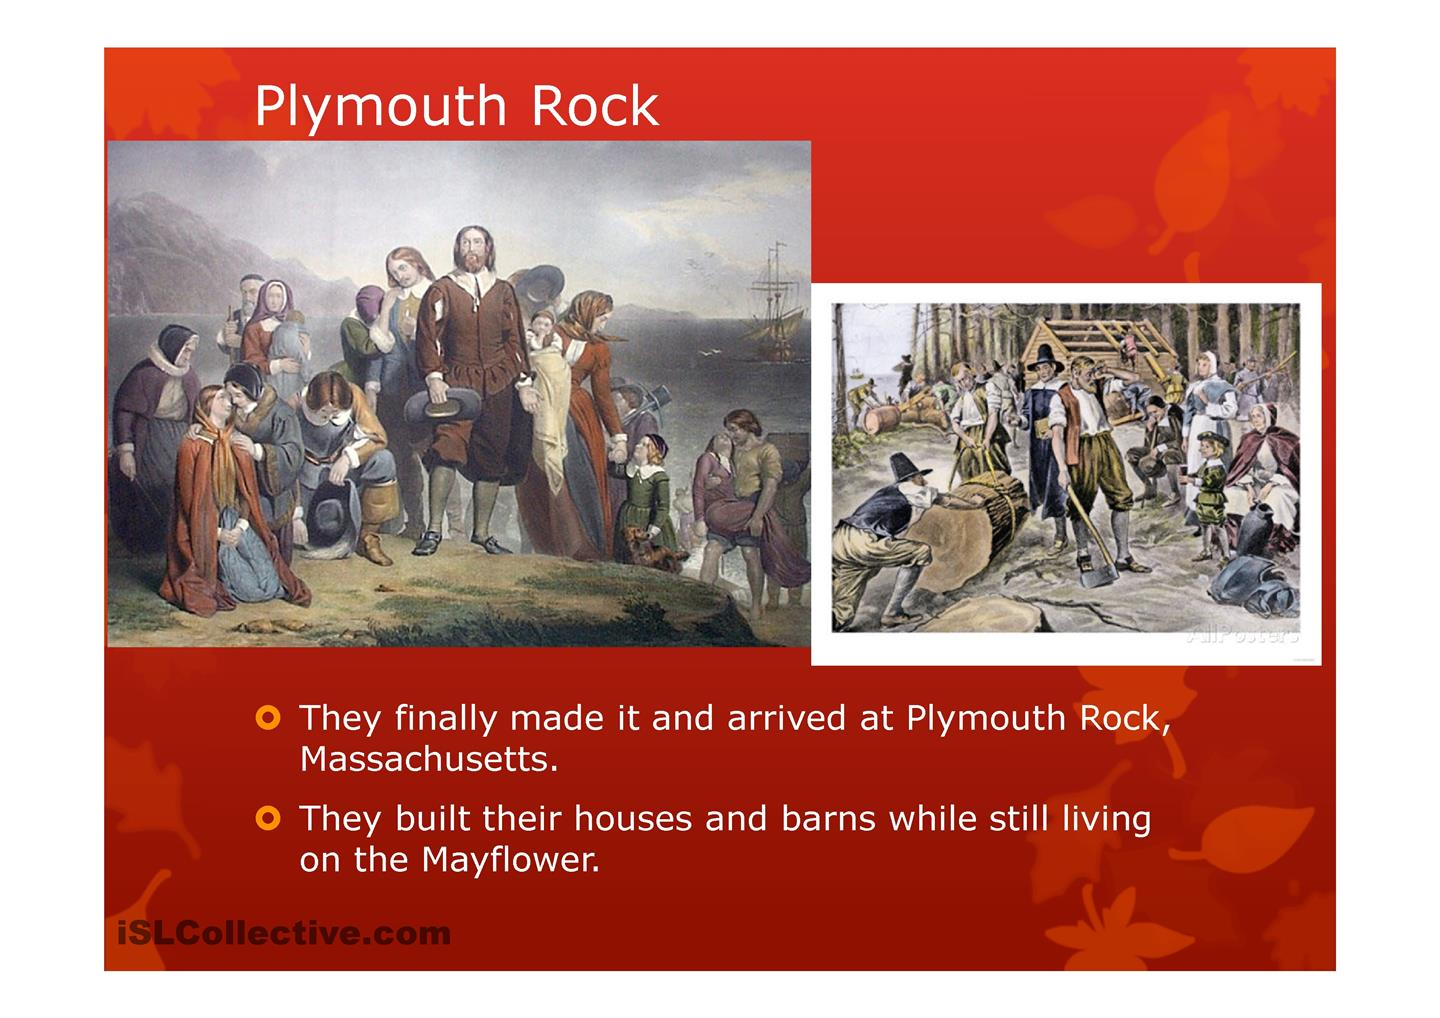 Plymouth Rock
AllPosters
They finally made it and arrived at Plymouth Rock,
Massachusetts.
They built their houses and barns while still living
on the Mayflower.
iSLCollective.com